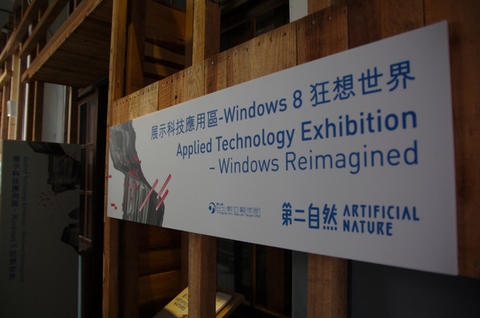 展示科技應用區-Windows 8 狂想世界
Applied Technology Exhibition
– Windows Reimagined
第二自然 ARTIFICIAL
NATURE